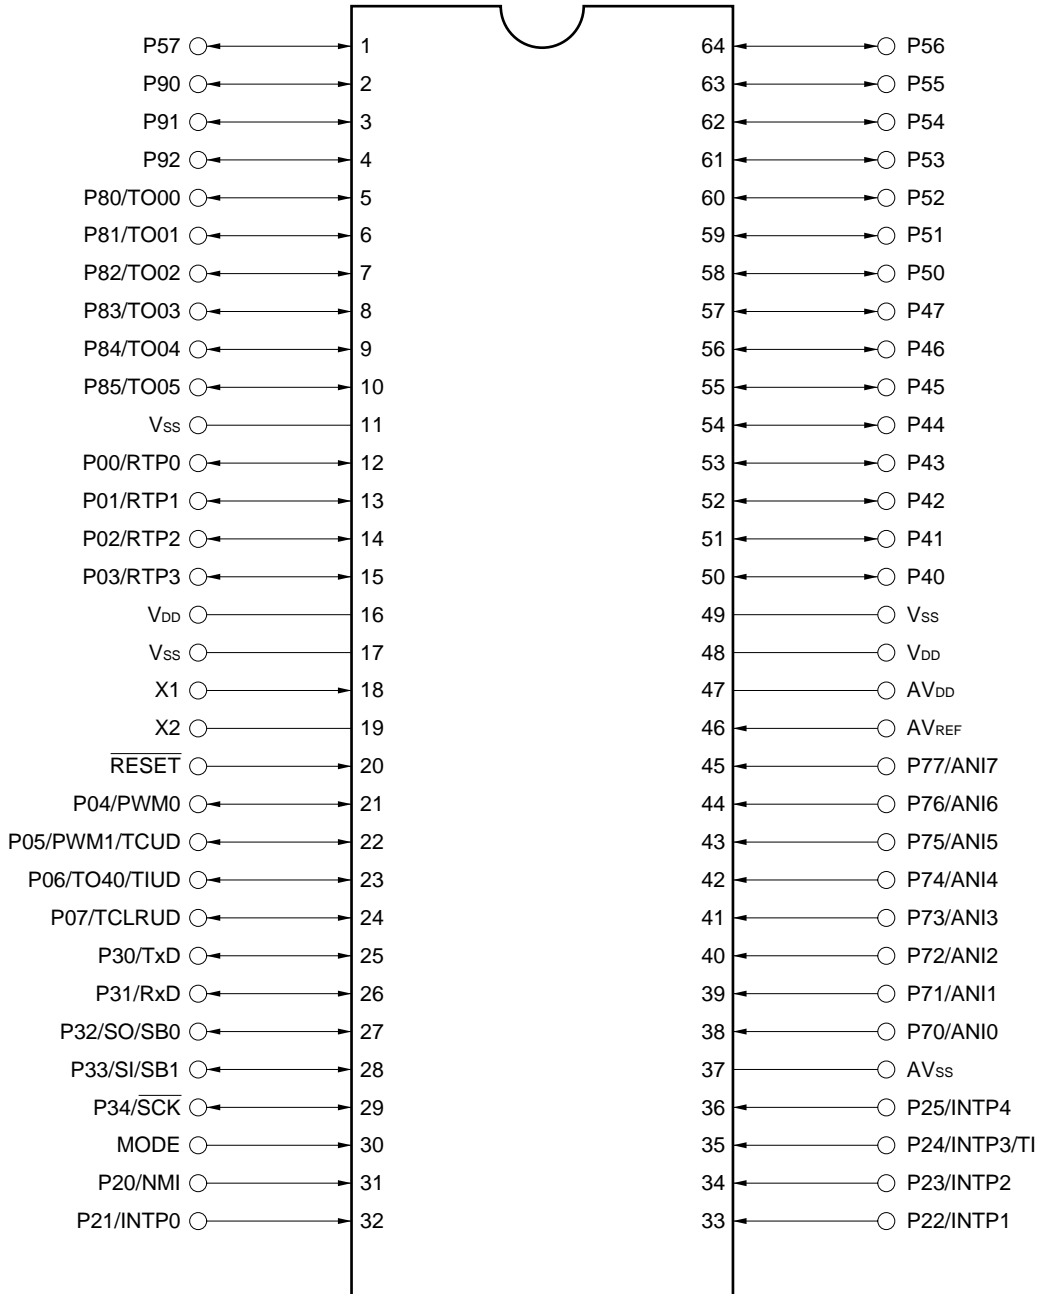 P57 1 64 P56
P90 2 63 P55
P91 3 62 P54
P92 4 61 P53
P80/TO00 5 60 P52
P81/TO01 6 59 P51
P82/TO02 7 58 P50
P83/TO03 8 57 P47
P84/TO04 9 56 P46
P85/TO05 10 55 P45
VSS 11 54 P44
P00/RTP0 12 53 P43
P01/RTP1 13 52 P42
P02/RTP2 14 51 P41
P03/RTP3 15 50 P40
VDD 16 49 VSS
VSS 17 48 VDD
X1 18 47 AVDD
X2 19 46 AVREF
RESET 20 45 P77/ANI7
P04/PWM0 21 44 P76/ANI6
P05/PWM1/TCUD 22 43 P75/ANI5
P06/TO40/TIUD 23 42 P74/ANI4
P07/TCLRUD 24 41 P73/ANI3
P30/TxD 25 40 P72/ANI2
P31/RxD 26 39 P71/ANI1
P32/SO/SB0 27 38 P70/ANI0
P33/SI/SB1 28 37 AVSS
P34/SCK 29 36 P25/INTP4
MODE 30 35 P24/INTP3/TI
P20/NMI 31 34 P23/INTP2
P21/INTP0 32 33 P22/INTP1